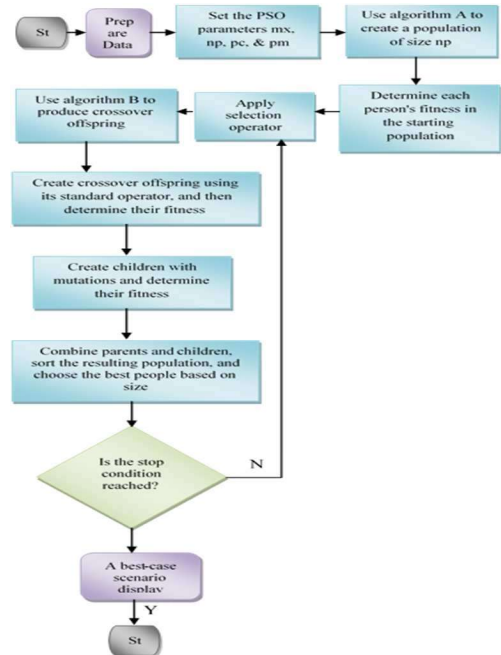 St
Prep
are
Data
Set the PSO
parameters mx,
np, pc, & pm
Use algorithm A to
create a population
of size np
Determine each
person's fitness in
the starting
population
Apply
selection
operator
Use algorithm B to
produce crossover
offspring
Create crossover offspring using
its standard operator, and then
determine their fitness
Create children with
mutations and determine
their fitness
Combine parents and children,
sort the resulting population, and
choose the best people based on
size
Is the stop
condition
reached?
N
A best-case
scenario
display
Y
St